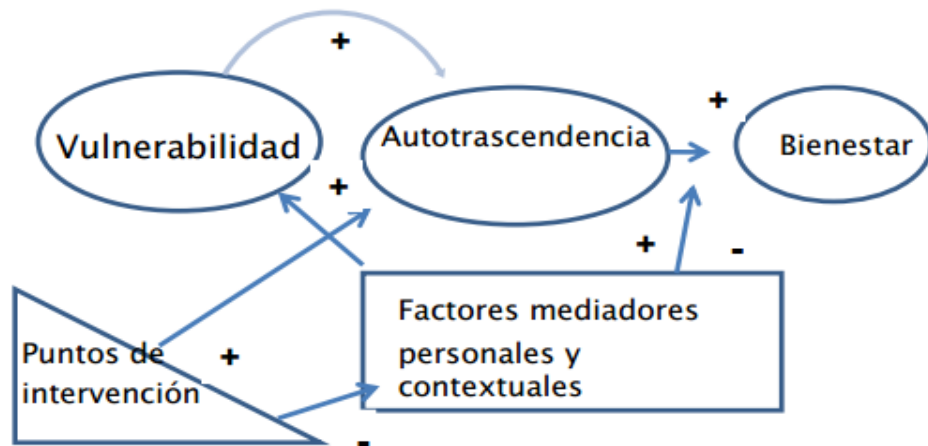 +
Vulnerabilidad
Autotrascendencia
+
Bienestar
+
+ -
Factores mediadores
personales y
contextuales
Puntos de
intervención
+
-